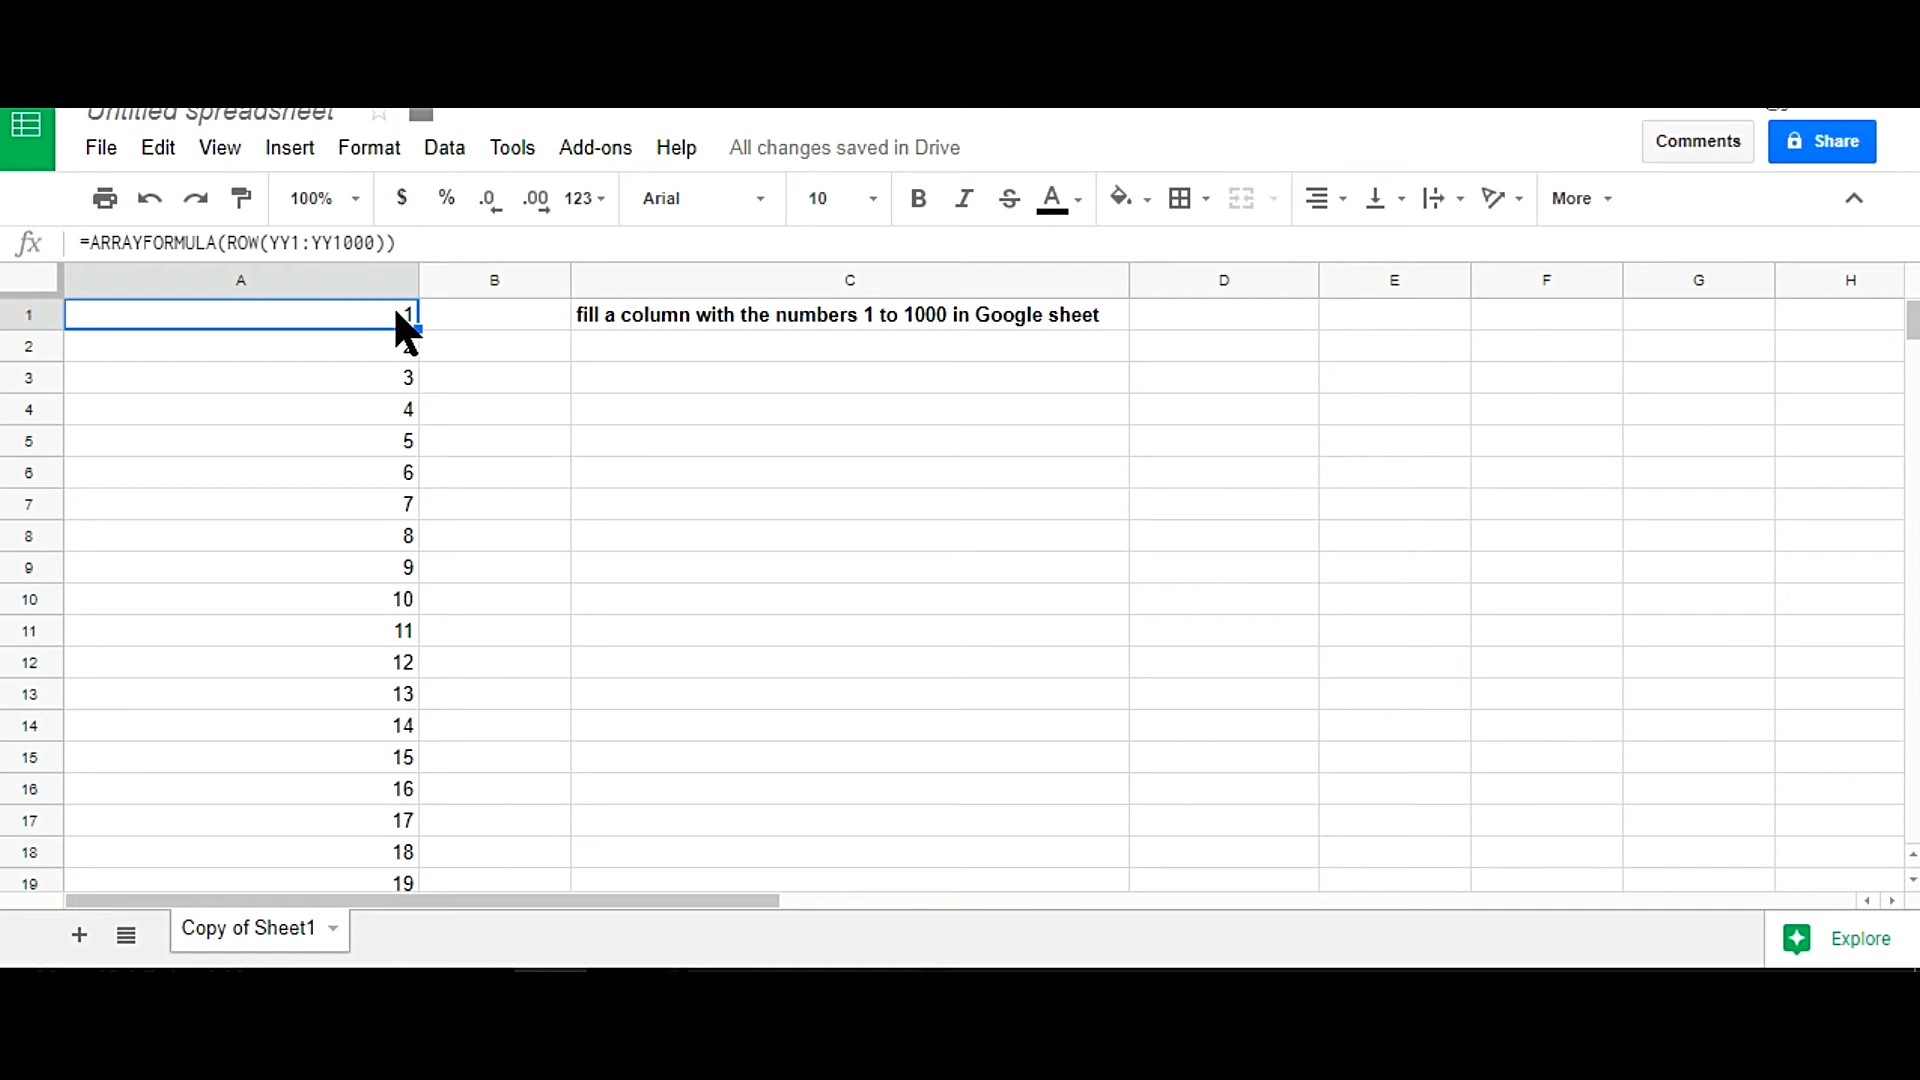 Untitled spreadsheet
File Edit View Insert Format Data Tools Add-ons Help All changes saved in Drive Comments Share
100% $ % .0 .00 123 Arial 10 B I S A More
fx =ARRAYFORMULA(ROW(YY1:YY1000))
A B C D E F G H
1 1 fill a column with the numbers 1 to 1000 in Google sheet
2 2
3 3
4 4
5 5
6 6
7 7
8 8
9 9
10 10
11 11
12 12
13 13
14 14
15 15
16 16
17 17
18 18
19 19
Copy of Sheet1 Explore